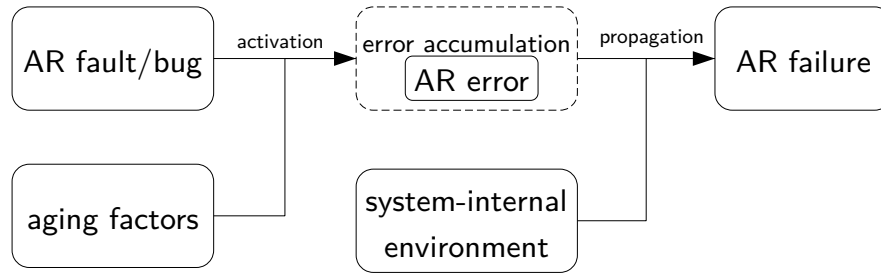 AR fault/bug
activation
error accumulation
AR error
propagation
AR failure
aging factors
system-internal
environment